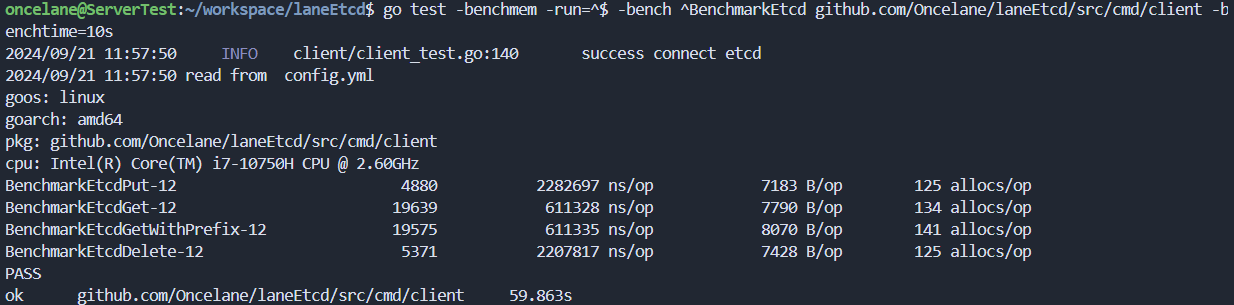 oncelane@ServerTest:~/workspace/laneEtcd$ go test -benchmem -run=^$ -bench ^BenchmarkEtcd github.com/Oncelane/laneEtcd/src/cmd/client -b
enchtime=10s
2024/09/21 11:57:50 INFO client/client_test.go:140 success connect etcd
2024/09/21 11:57:50 read from config.yml
goos: linux
goarch: amd64
pkg: github.com/Oncelane/laneEtcd/src/cmd/client
cpu: Intel(R) Core(TM) i7-10750H CPU @ 2.60GHz
BenchmarkEtcdPut-12 4880 2282697 ns/op 7183 B/op 125 allocs/op
BenchmarkEtcdGet-12 19639 611328 ns/op 7790 B/op 134 allocs/op
BenchmarkEtcdGetWithPrefix-12 19575 611335 ns/op 8070 B/op 141 allocs/op
BenchmarkEtcdDelete-12 5371 2207817 ns/op 7428 B/op 125 allocs/op
PASS
ok github.com/Oncelane/laneEtcd/src/cmd/client 59.863s